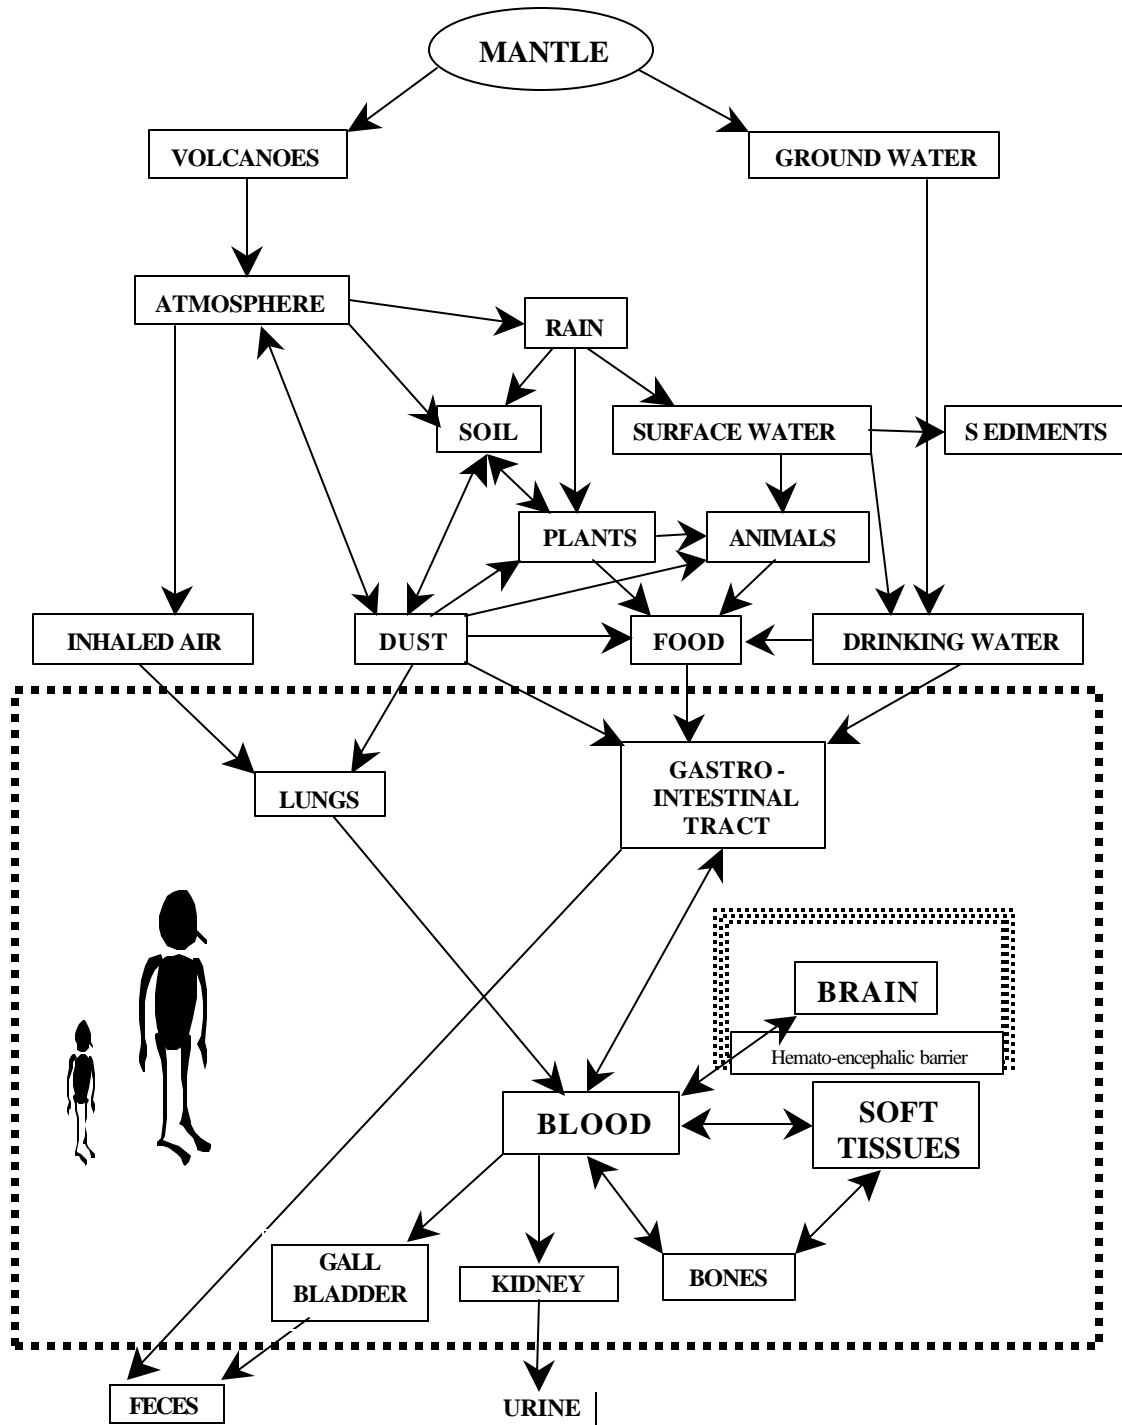 MANTLE
VOLCANOES
GROUND WATER
ATMOSPHERE
RAIN
SOIL
SURFACE WATER
S EDIMENTS
PLANTS
ANIMALS
INHALED AIR
DUST
FOOD
DRINKING WATER
GASTRO -
INTESTINAL
TRACT
LUNGS
BRAIN
Hemato-encephalic barrier
BLOOD
SOFT
TISSUES
GALL
BLADDER
KIDNEY
BONES
FECES
URINE